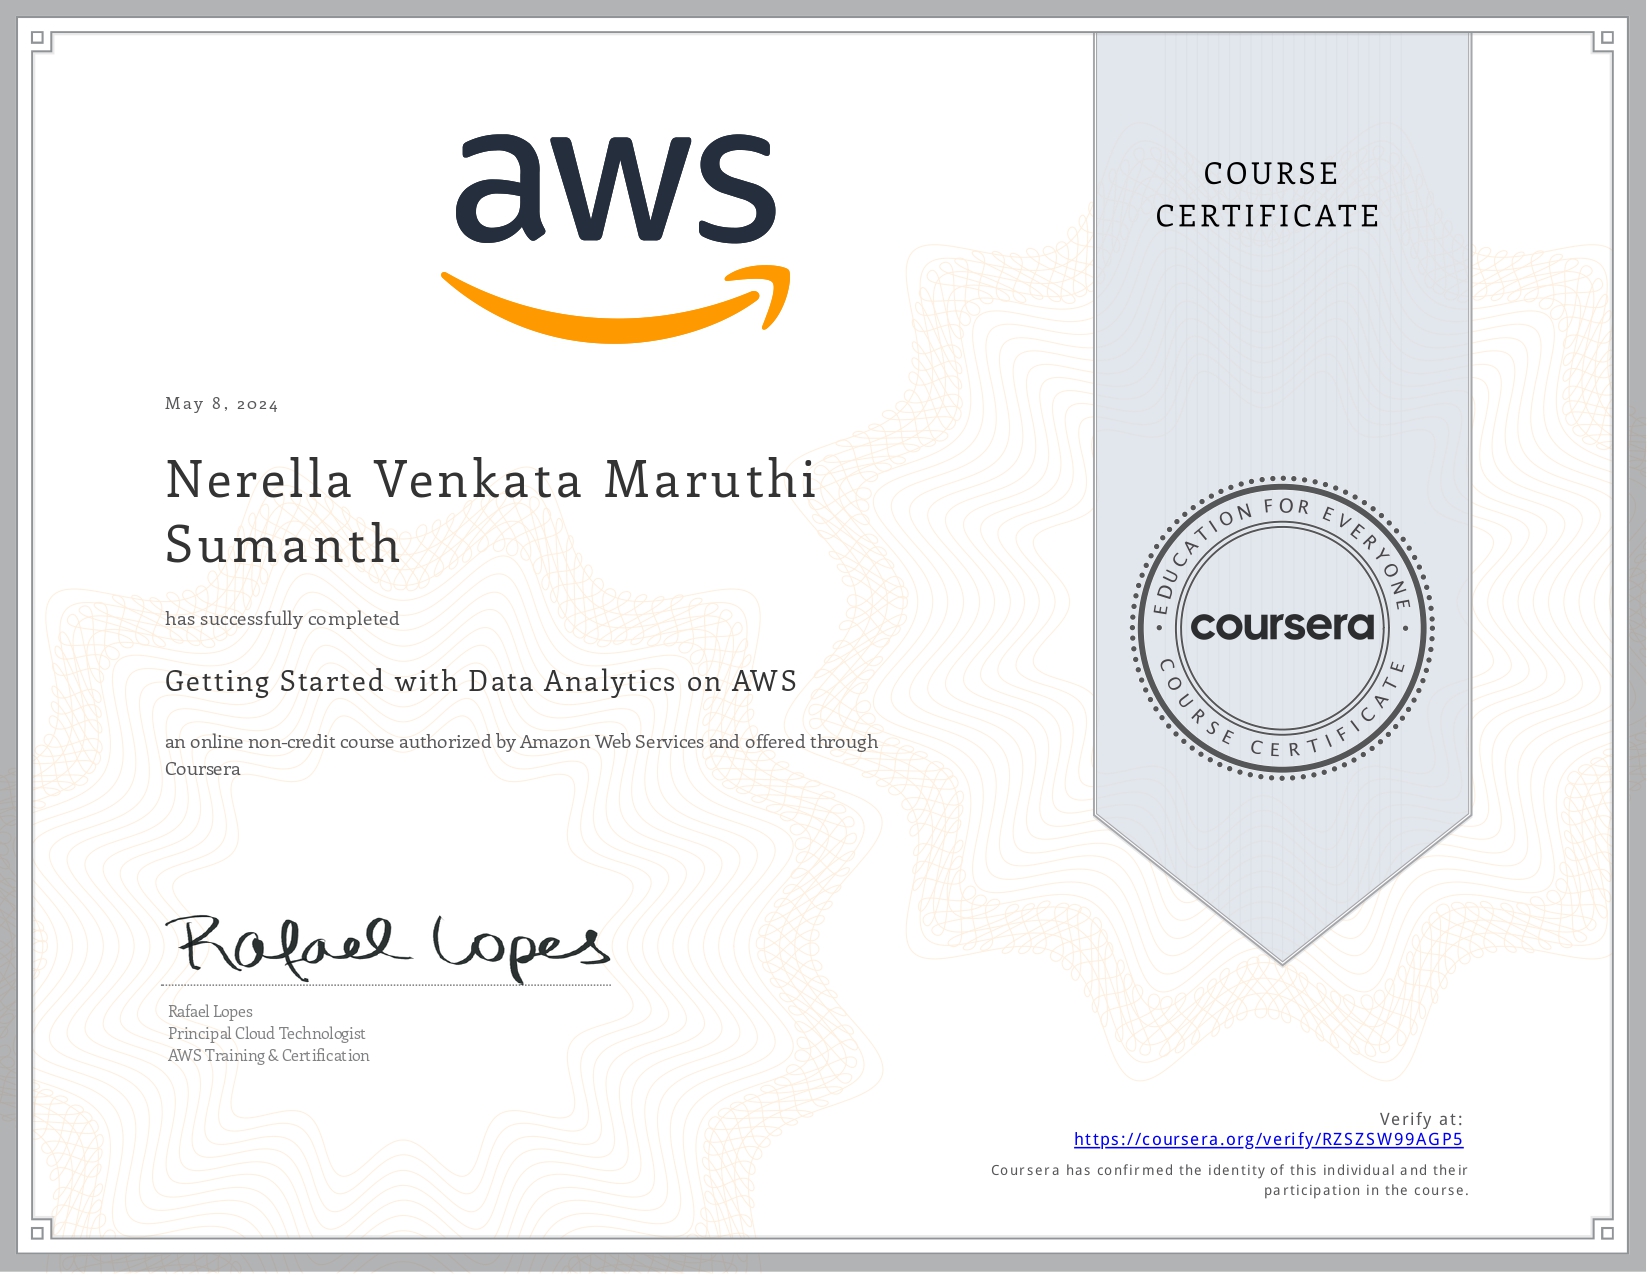 aws
COURSE
CERTIFICATE
May 8, 2024
Nerella Venkata Maruthi
Sumanth
has successfully completed
Getting Started with Data Analytics on AWS
an online non-credit course authorized by Amazon Web Services and offered through
Coursera
• EDUCATION FOR EVERYONE •
coursera
COURSE CERTIFICATE
Rafael Lopes
Rafael Lopes
Principal Cloud Technologist
AWS Training & Certification
Verify at:
https://coursera.org/verify/RZSZSW99AGP5
Coursera has confirmed the identity of this individual and their
participation in the course.